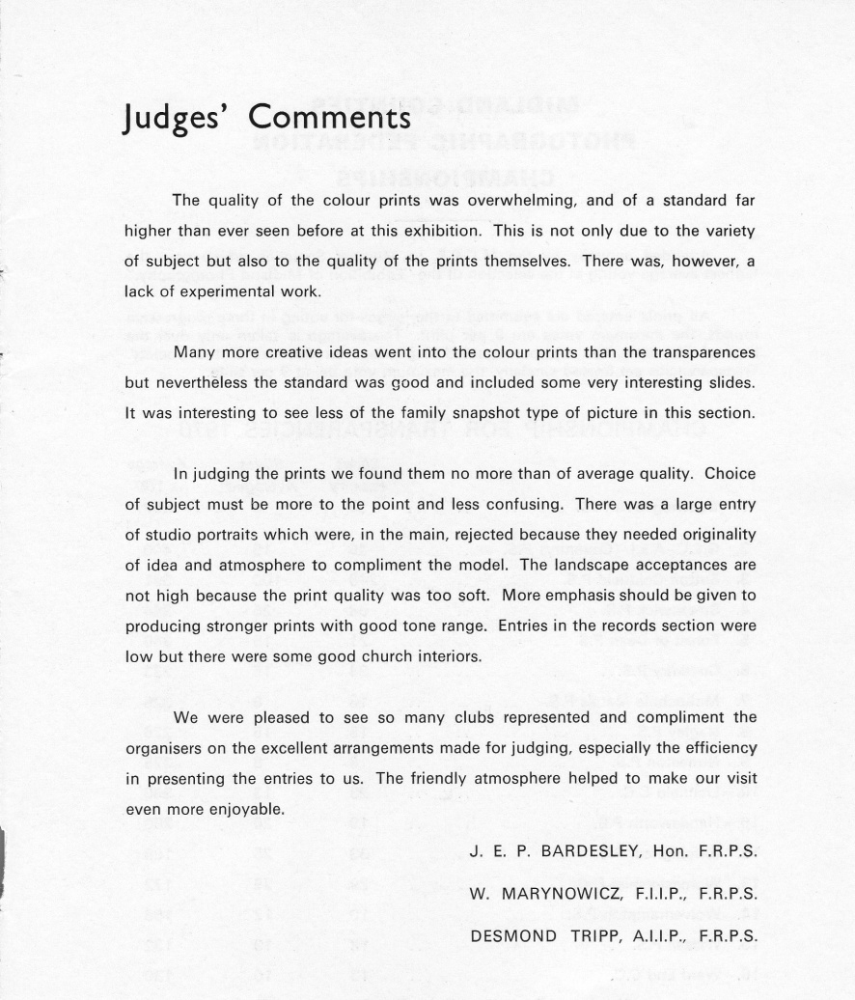 Judges' Comments
The quality of the colour prints was overwhelming, and of a standard far
higher than ever seen before at this exhibition. This is not only due to the variety
of subject but also to the quality of the prints themselves. There was, however, a
lack of experimental work.
Many more creative ideas went into the colour prints than the transparences
but nevertheless the standard was good and included some very interesting slides.
It was interesting to see less of the family snapshot type of picture in this section.
In judging the prints we found them no more than of average quality. Choice
of subject must be more to the point and less confusing. There was a large entry
of studio portraits which were, in the main, rejected because they needed originality
of idea and atmosphere to compliment the model. The landscape acceptances are
not high because the print quality was too soft. More emphasis should be given to
producing stronger prints with good tone range. Entries in the records section were
low but there were some good church interiors.
We were pleased to see so many clubs represented and compliment the
organisers on the excellent arrangements made for judging, especially the efficiency
in presenting the entries to us. The friendly atmosphere helped to make our visit
even more enjoyable.
J. E. P. BARDESLEY, Hon. F.R.P.S.
W. MARYNOWICZ, F.I.I.P., F.R.P.S.
DESMOND TRIPP, A.I.I.P., F.R.P.S.